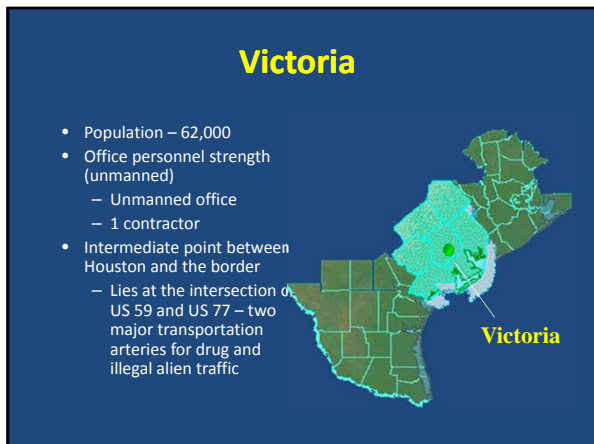 Victoria
• Population – 62,000
• Office personnel strength
(unmanned)
– Unmanned office
– 1 contractor
• Intermediate point between
Houston and the border
– Lies at the intersection of
US 59 and US 77 – two
major transportation
arteries for drug and
illegal alien traffic
Victoria